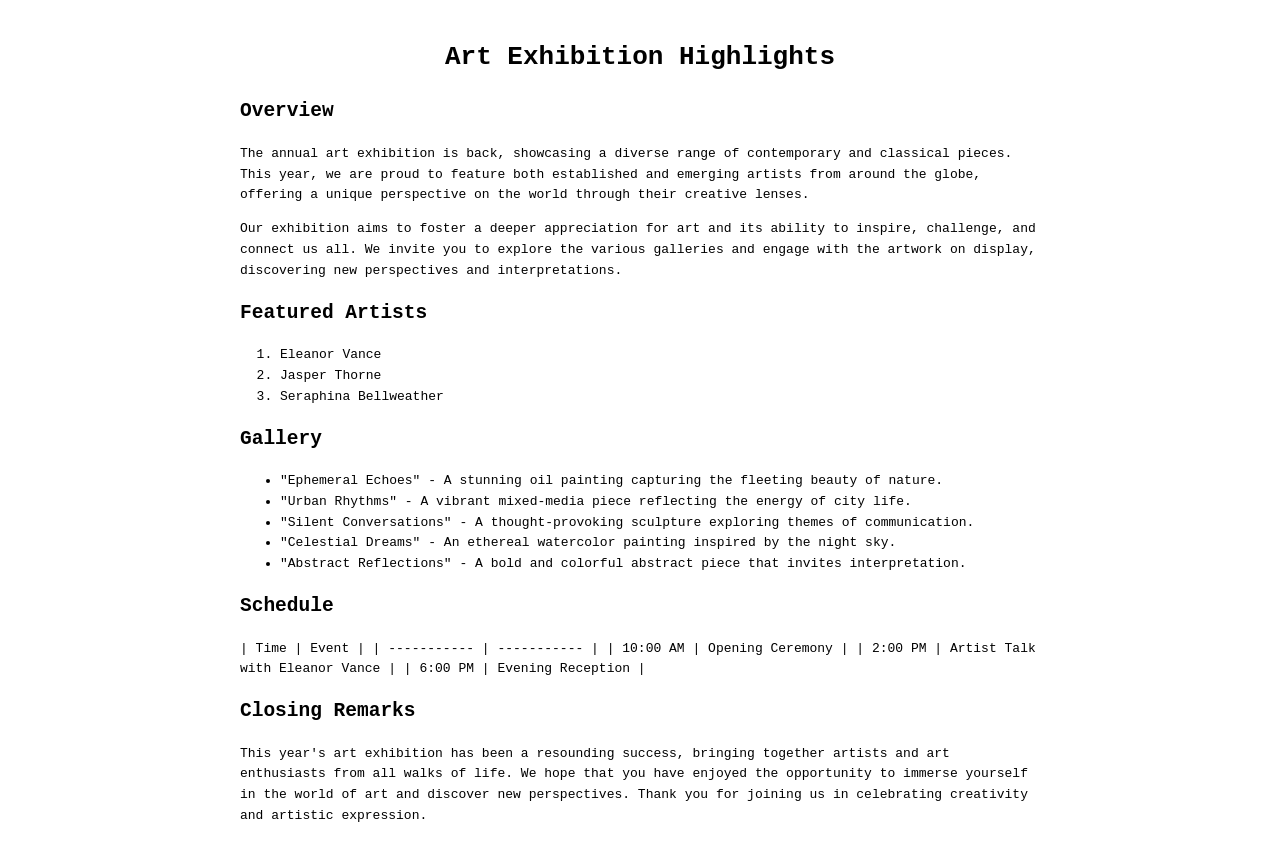 Art Exhibition Highlights
Overview
The annual art exhibition is back, showcasing a diverse range of contemporary and classical pieces.
This year, we are proud to feature both established and emerging artists from around the globe,
offering a unique perspective on the world through their creative lenses.
Our exhibition aims to foster a deeper appreciation for art and its ability to inspire, challenge, and
connect us all. We invite you to explore the various galleries and engage with the artwork on display,
discovering new perspectives and interpretations.
Featured Artists
1. Eleanor Vance
2. Jasper Thorne
3. Seraphina Bellweather
Gallery
• "Ephemeral Echoes" - A stunning oil painting capturing the fleeting beauty of nature.
• "Urban Rhythms" - A vibrant mixed-media piece reflecting the energy of city life.
• "Silent Conversations" - A thought-provoking sculpture exploring themes of communication.
• "Celestial Dreams" - An ethereal watercolor painting inspired by the night sky.
• "Abstract Reflections" - A bold and colorful abstract piece that invites interpretation.
Schedule
| Time | Event | | ----------- | ----------- | | 10:00 AM | Opening Ceremony | | 2:00 PM | Artist Talk
with Eleanor Vance | | 6:00 PM | Evening Reception |
Closing Remarks
This year's art exhibition has been a resounding success, bringing together artists and art
enthusiasts from all walks of life. We hope that you have enjoyed the opportunity to immerse yourself
in the world of art and discover new perspectives. Thank you for joining us in celebrating creativity
and artistic expression.